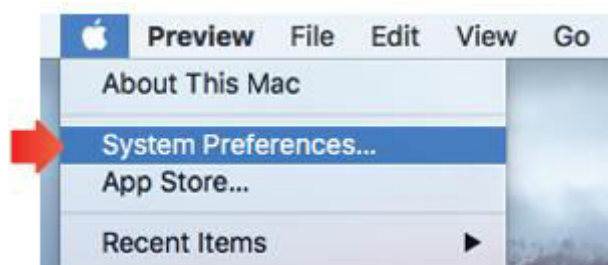 Preview File Edit View Go
About This Mac
System Preferences...
App Store...
Recent Items